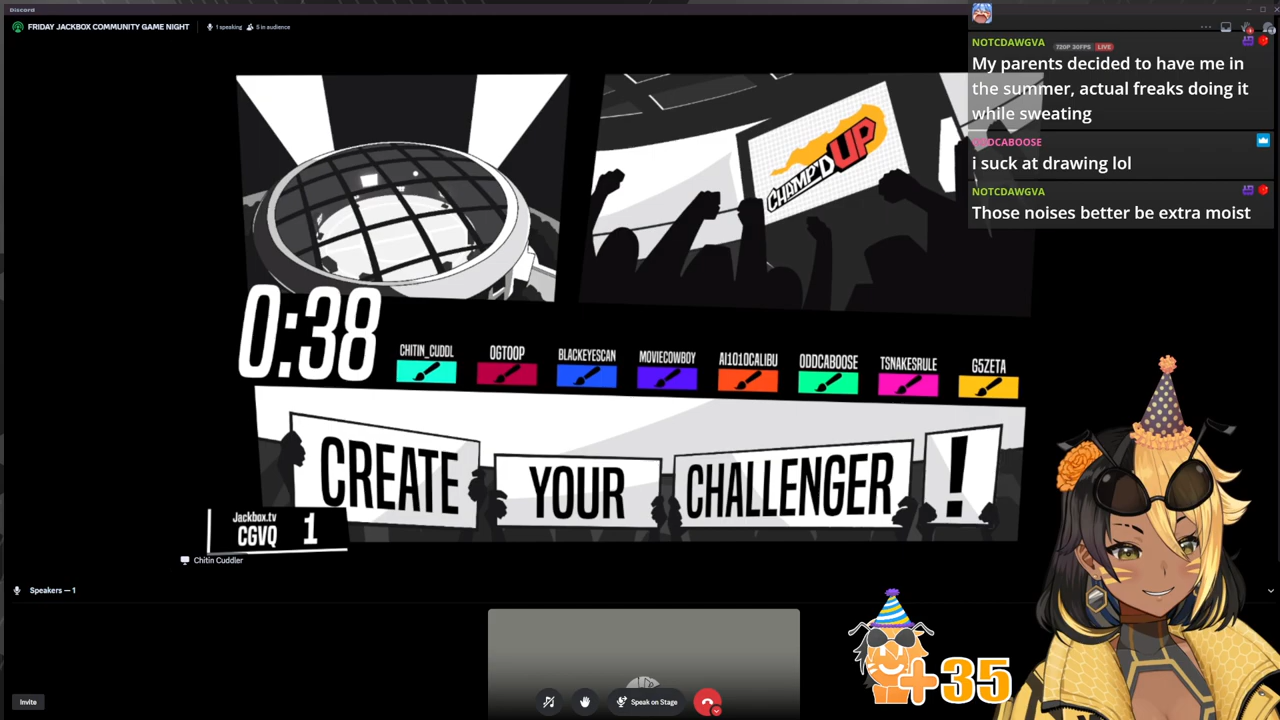 Discord
FRIDAY JACKBOX COMMUNITY GAME NIGHT
1 speaking
5 in audience
NOTCDAWGVA
720P 30FPS LIVE
My parents decided to have me in
the summer, actual freaks doing it
while sweating
ODDCABOOSE
i suck at drawing lol
NOTCDAWGVA
Those noises better be extra moist
CHAMP'D UP
0:38
CHITIN_CUDDL
OGTOOP
BLACKEYESCAN
MOVIECOWBOY
AI1010CALIBU
ODDCABOOSE
TSNAKESRULE
G5ZETA
CREATE
YOUR
CHALLENGER
!
Jackbox.tv
CGVQ
1
Chitin Cuddler
Speakers — 1
+35
Invite
Speak on Stage